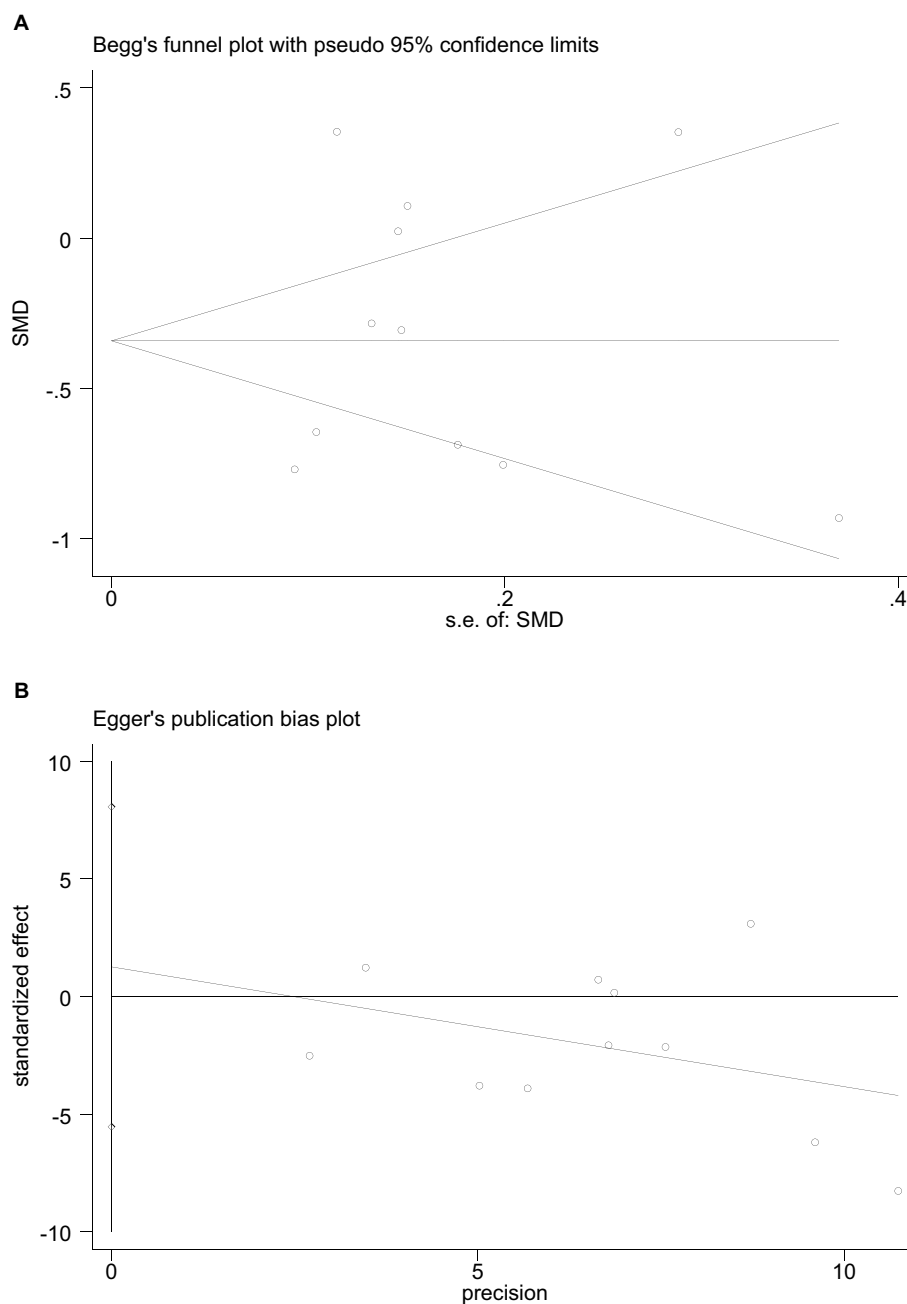 A
Begg's funnel plot with pseudo 95% confidence limits
.5
0
-.5
-1
SMD
0
.2
.4
s.e. of: SMD
B
Egger's publication bias plot
10
5
0
-5
-10
standardized effect
0
5
10
precision